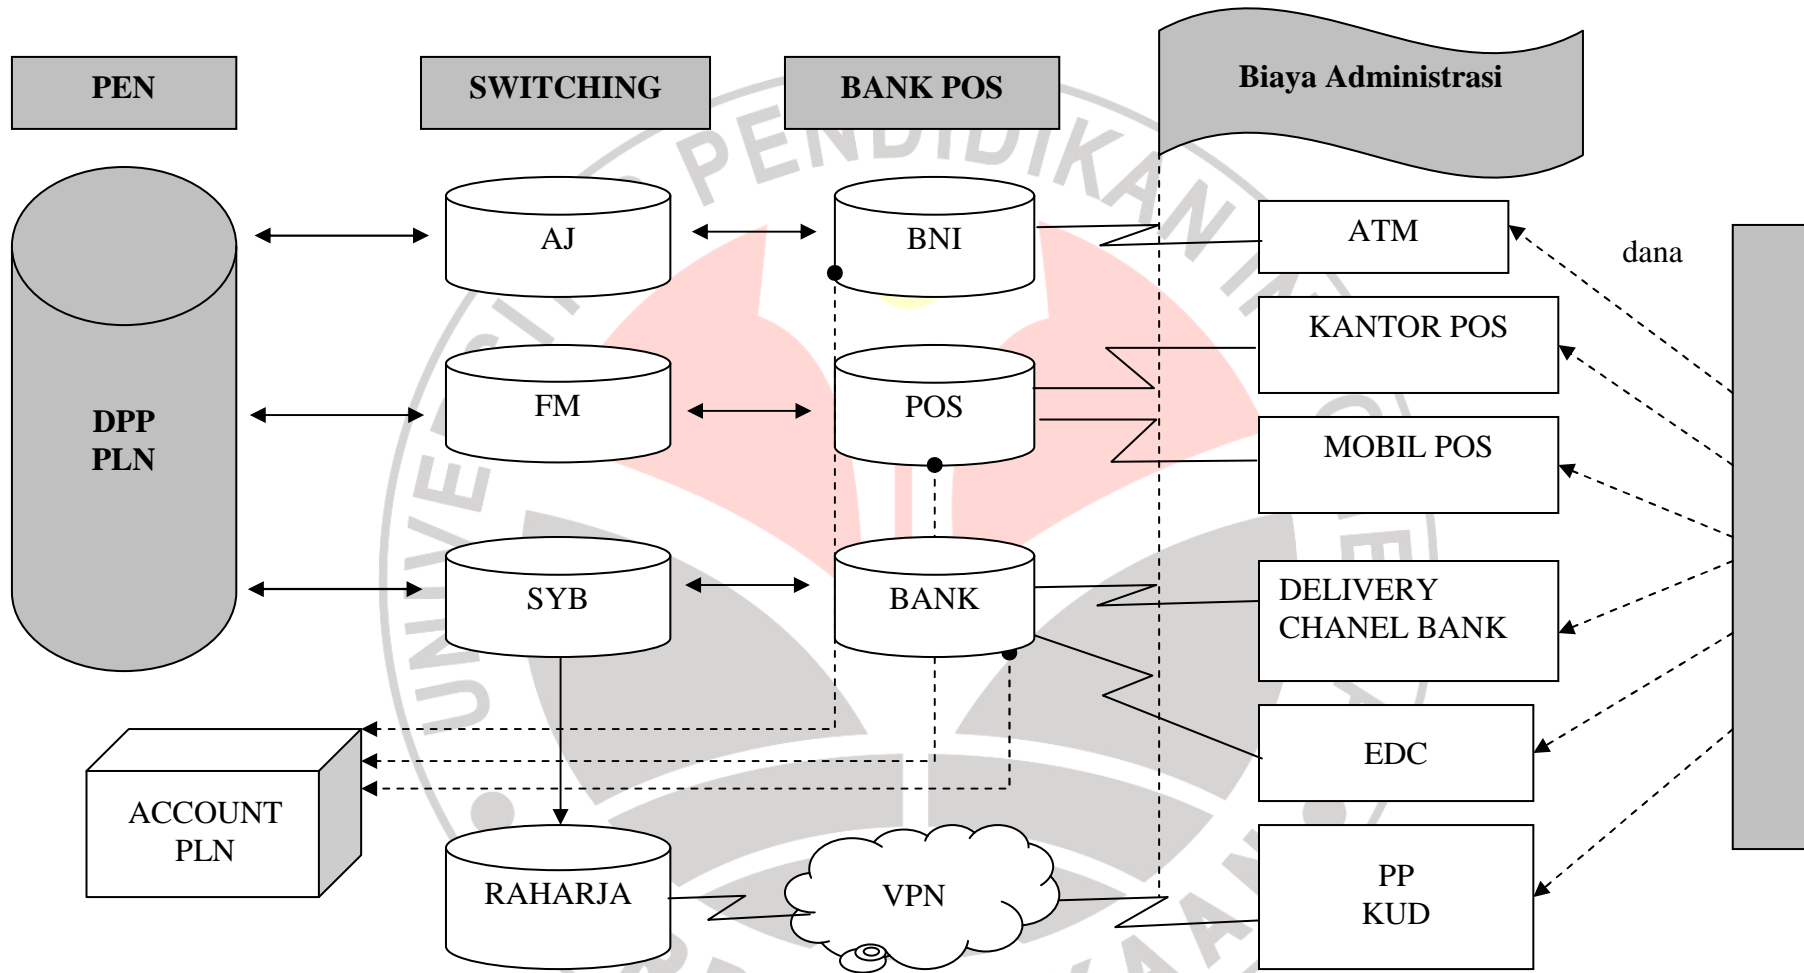 PEN
SWITCHING
BANK POS
Biaya Administrasi
AJ
BNI
ATM
dana
KANTOR POS
DPP
PLN
FM
POS
MOBIL POS
SYB
BANK
DELIVERY
CHANEL BANK
EDC
ACCOUNT
PLN
RAHARJA
VPN
PP
KUD